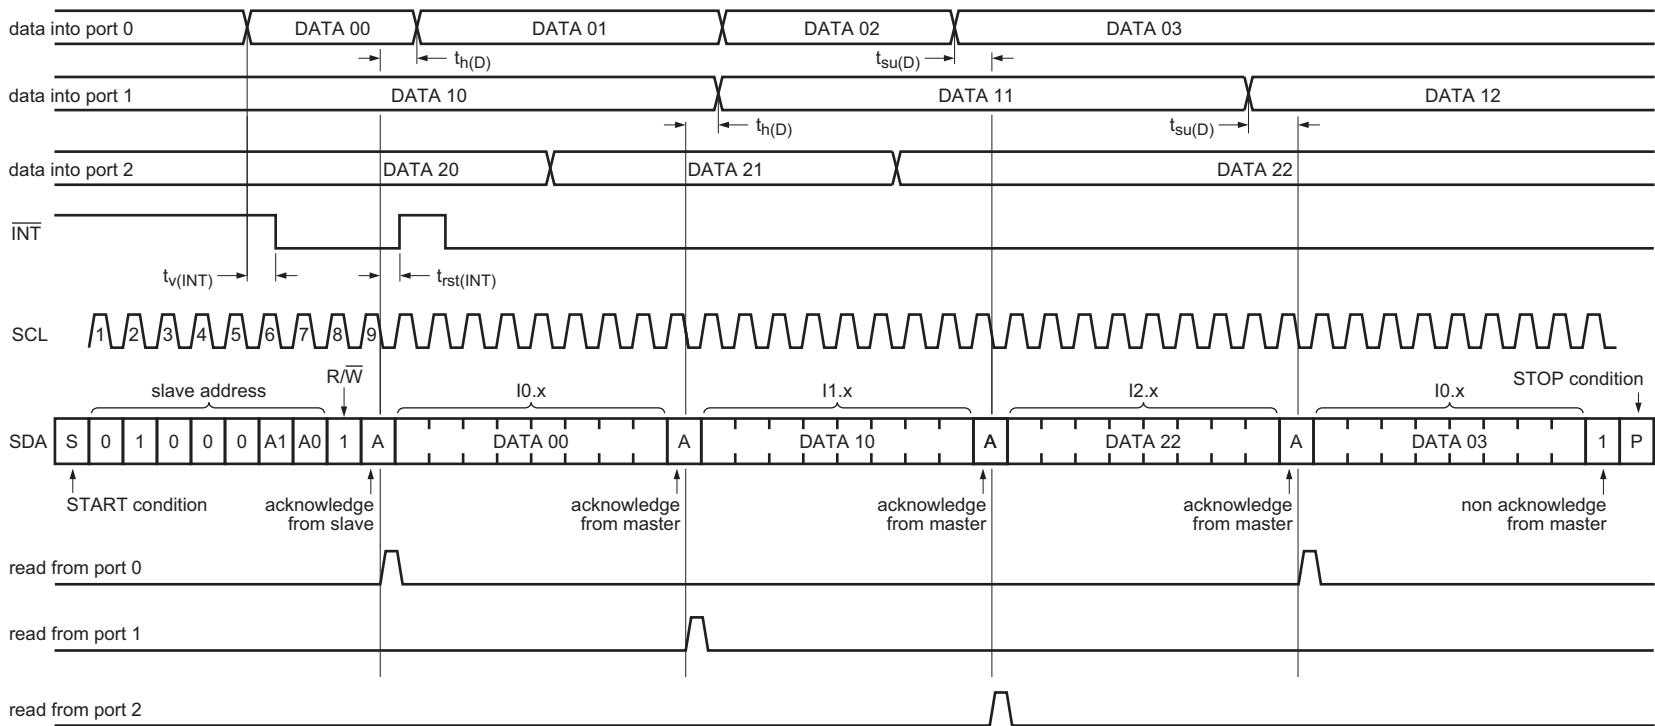 data into port 0 DATA 00 DATA 01 DATA 02 DATA 03
th(D) tsu(D)
data into port 1 DATA 10 DATA 11 DATA 12
th(D) tsu(D)
data into port 2 DATA 20 DATA 21 DATA 22
INT
tv(INT) trst(INT)
SCL 1 2 3 4 5 6 7 8 9
R/W
STOP condition
slave address I0.x I1.x I2.x I0.x
SDA S 0 1 0 0 0 A1 A0 1 A DATA 00 A DATA 10 A DATA 22 A DATA 03 1 P
START condition acknowledge acknowledge acknowledge acknowledge non acknowledge
from slave from master from master from master from master
read from port 0
read from port 1
read from port 2